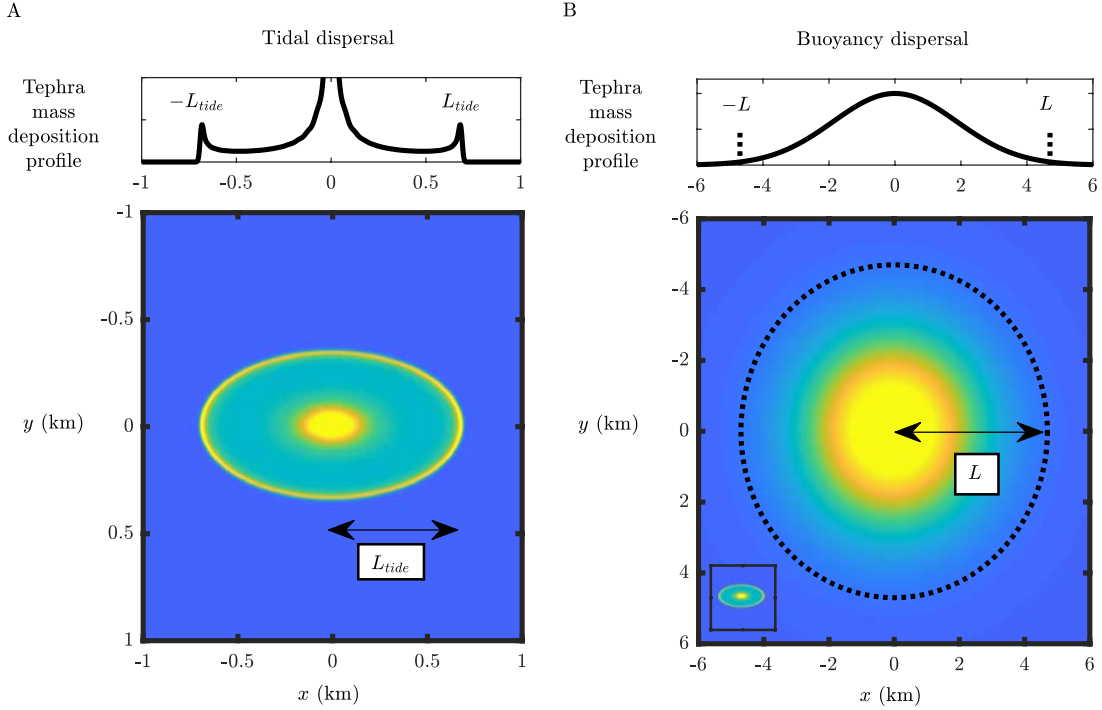 A
Tidal dispersal
Tephra
mass
deposition
profile
−L_tide
L_tide
-1
-0.5
0
0.5
1
-1
-0.5
0
0.5
1
y (km)
L_tide
-1
-0.5
0
0.5
1
x (km)
B
Buoyancy dispersal
Tephra
mass
deposition
profile
−L
L
-6
-4
-2
0
2
4
6
-6
-4
-2
0
2
4
6
y (km)
L
-6
-4
-2
0
2
4
6
x (km)